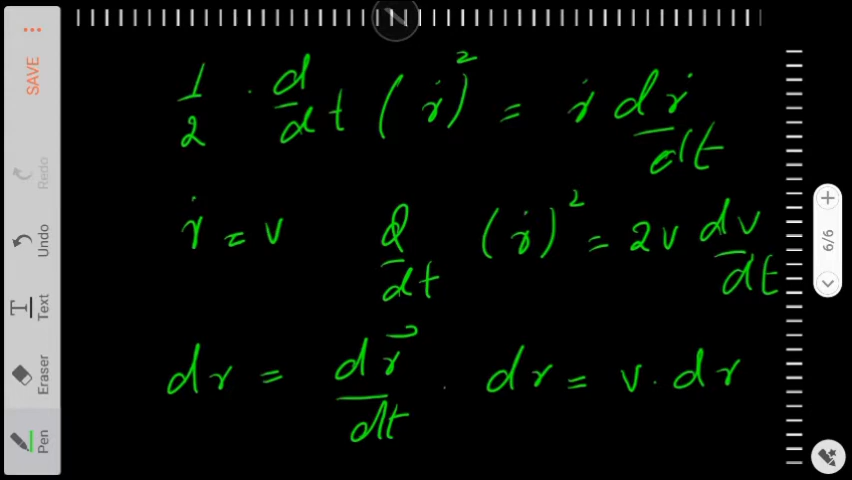 1/2 · d/dt (ṙ)² = ṙ dṙ/dt
ṙ = v d/dt (ṙ)² = 2v dv/dt
dr = dr⃗/dt · dr = v · dr
SAVE
Redo
Undo
Text
Eraser
Pen
6/6